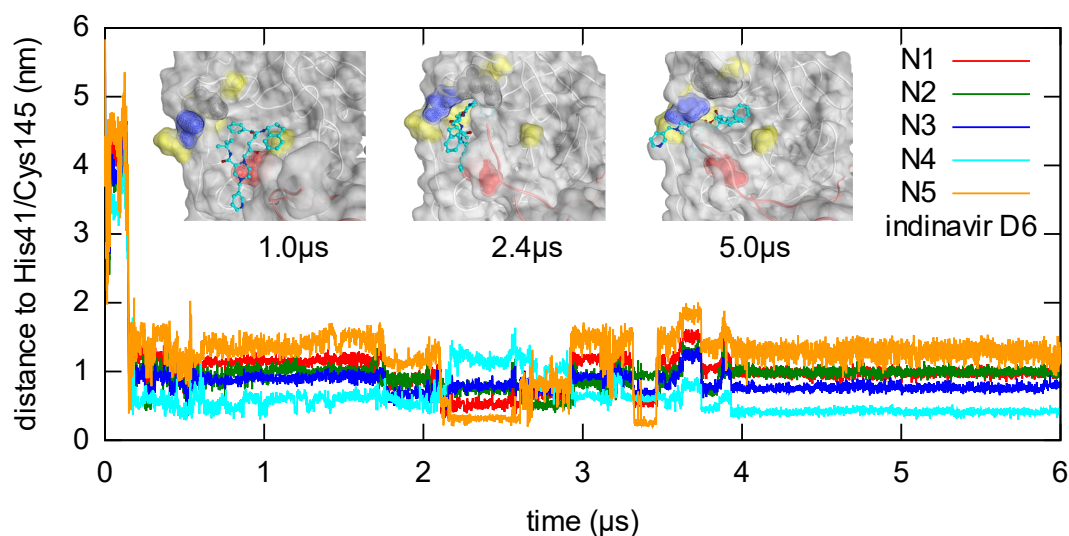 distance to His41/Cys145 (nm)
6
5
4
3
2
1
0
N1
N2
N3
N4
N5
indinavir D6
1.0μs
2.4μs
5.0μs
0 1 2 3 4 5 6
time (μs)